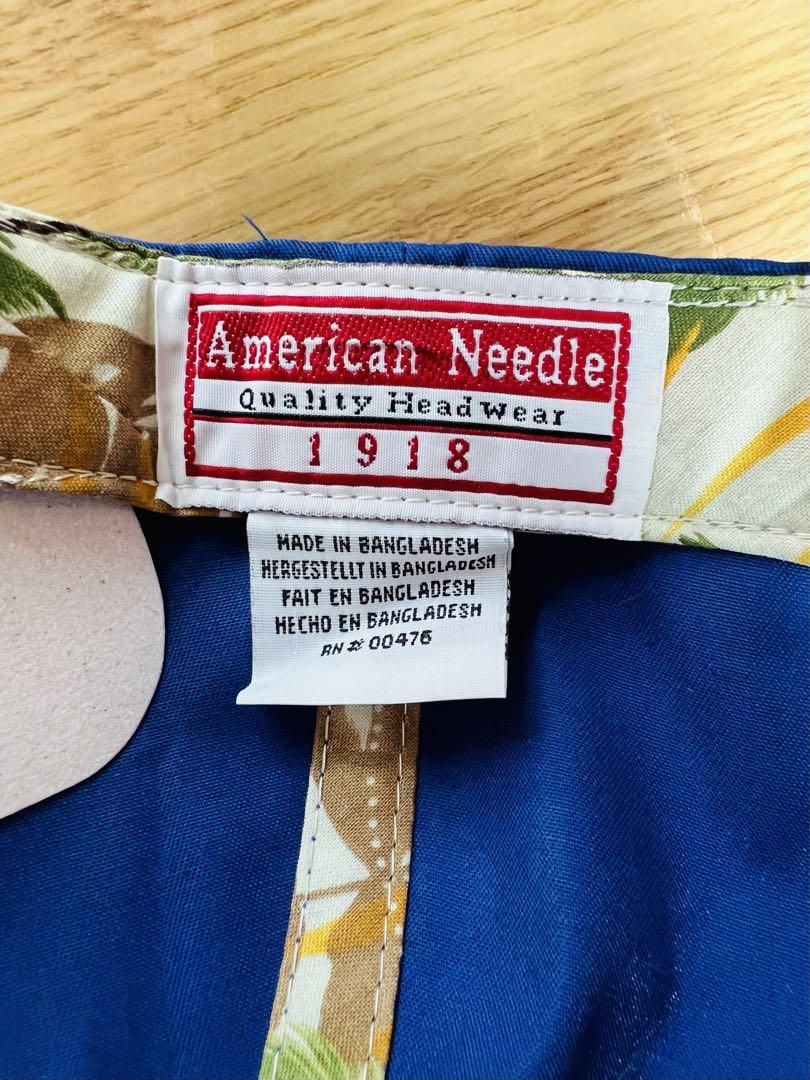 American Needle
Quality Headwear
1918
MADE IN BANGLADESH
HERGESTELLT IN BANGLADESH
FAIT EN BANGLADESH
HECHO EN BANGLADESH
RN # 00476